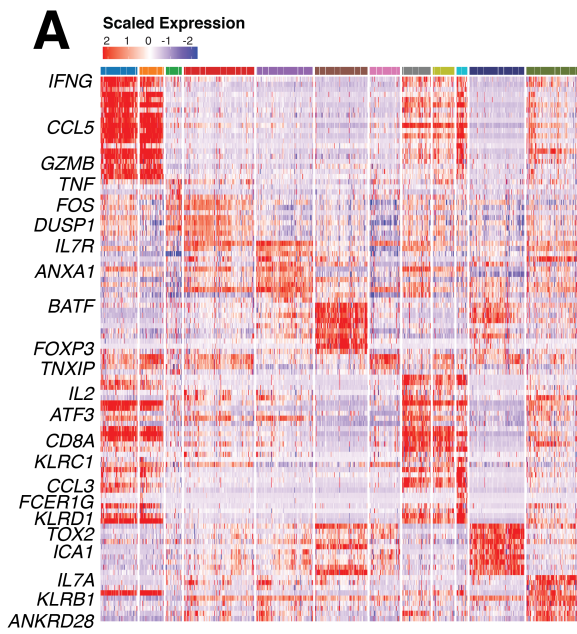 A
Scaled Expression
2 1 0 -1 -2
IFNG
CCL5
GZMB
TNF
FOS
DUSP1
IL7R
ANXA1
BATF
FOXP3
TNXIP
IL2
ATF3
CD8A
KLRC1
CCL3
FCER1G
KLRD1
TOX2
ICA1
IL7A
KLRB1
ANKRD28